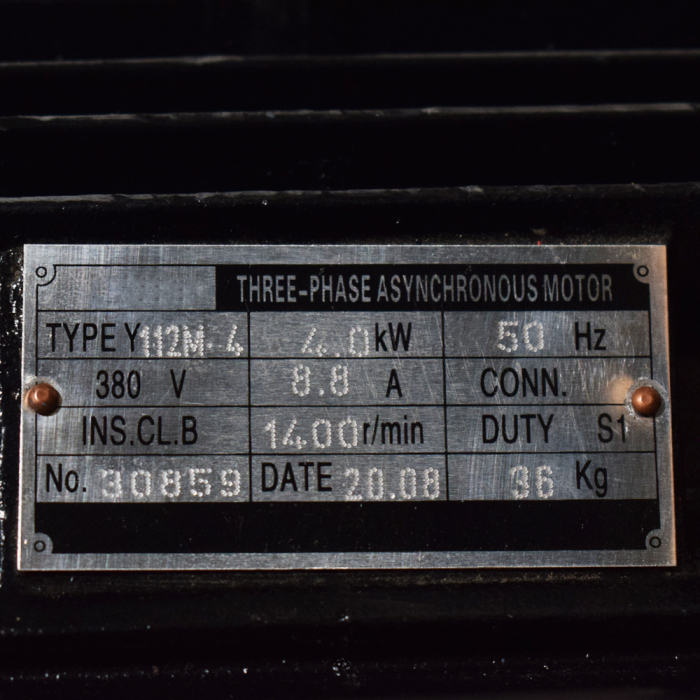 THREE-PHASE ASYNCHRONOUS MOTOR
TYPE Y112M-4 4.0 kW 50 Hz
380 V 8.8 A CONN.
INS.CL.B 1400 r/min DUTY S1
No. 30859 DATE 20.08 36 Kg